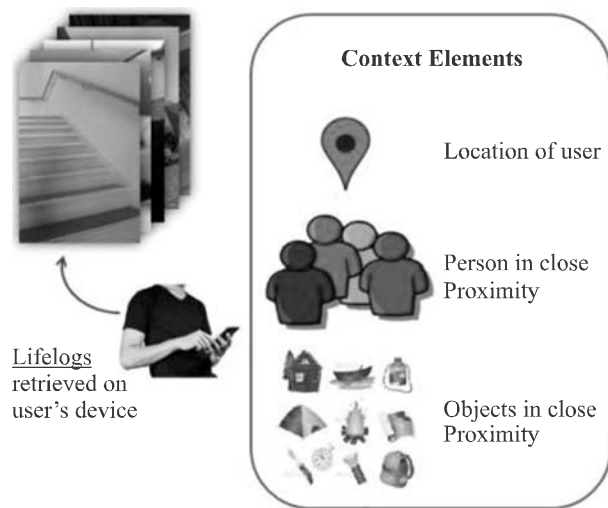 Context Elements
Location of user
Person in close
Proximity
Lifelogs
retrieved on
user's device
Objects in close
Proximity